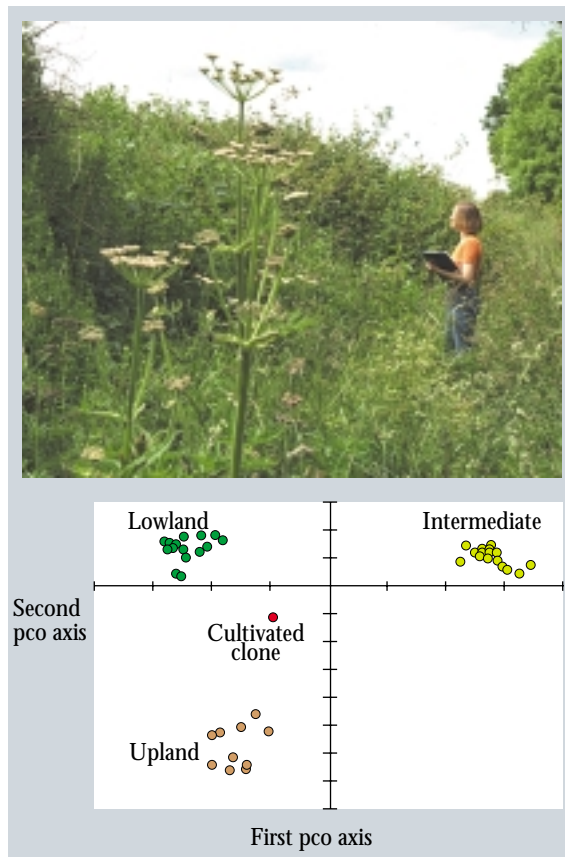 Lowland
Intermediate
Second
pco axis
Cultivated
clone
Upland
First pco axis